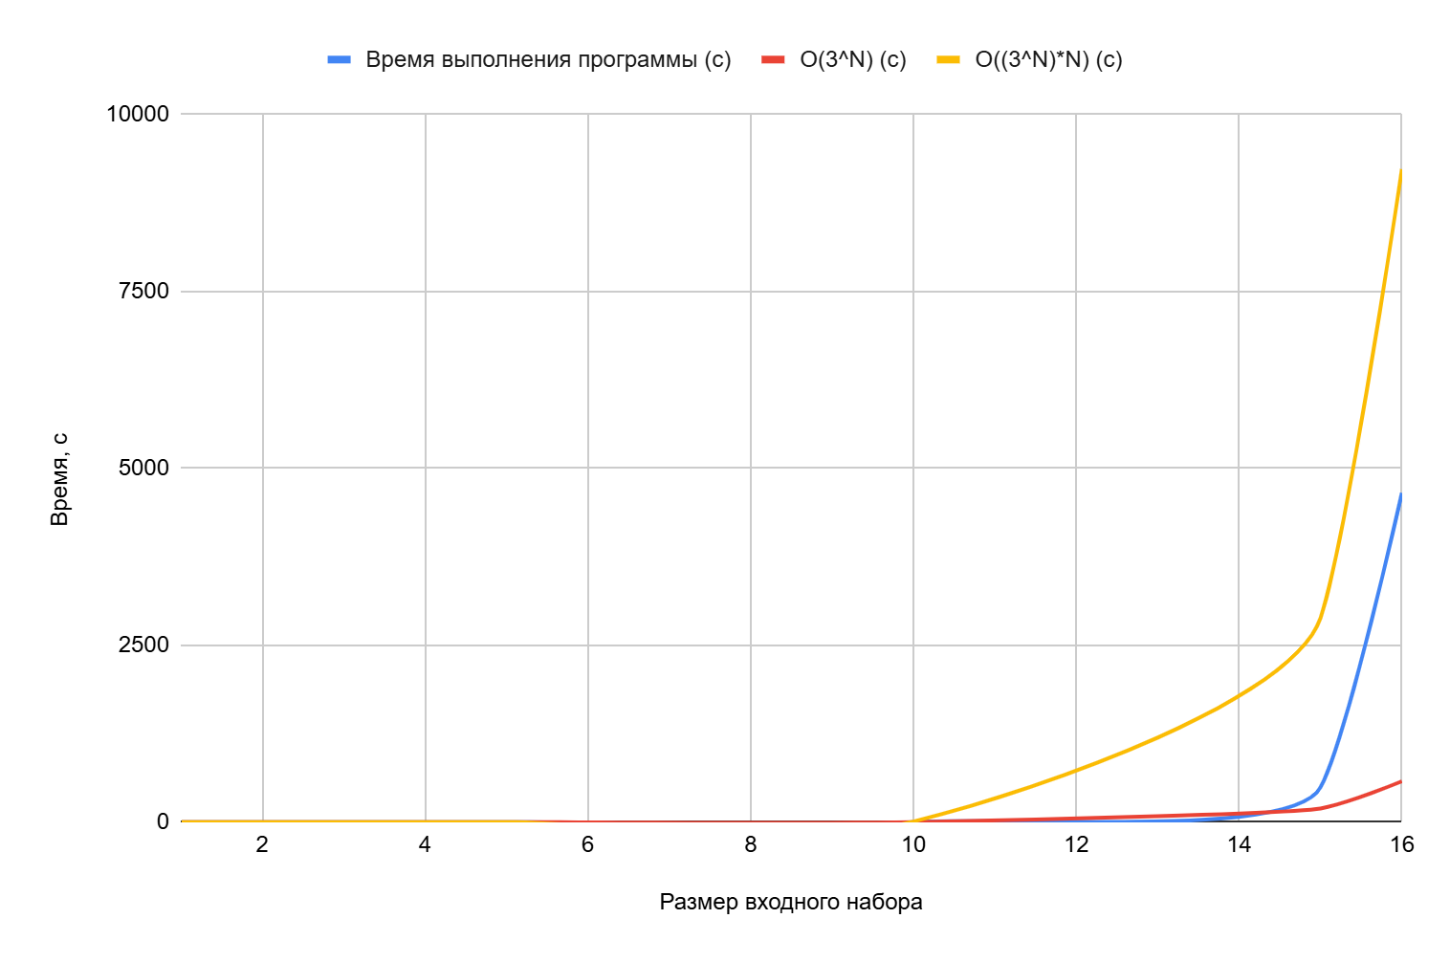 Время выполнения программы (с) O(3^N) (с) O((3^N)*N) (с)
10000
7500
5000
2500
0
Время, с
2 4 6 8 10 12 14 16
Размер входного набора